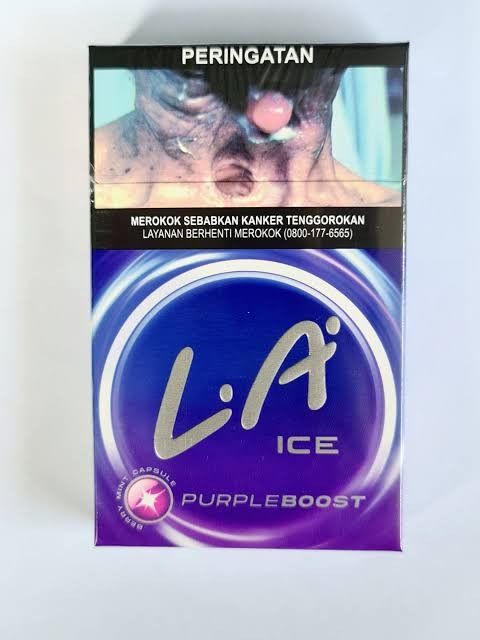 PERINGATAN
MEROKOK SEBABKAN KANKER TENGGOROKAN
LAYANAN BERHENTI MEROKOK (0800-177-6565)
L.A
ICE
BERRY MINT CAPSULE
PURPLEBOOST